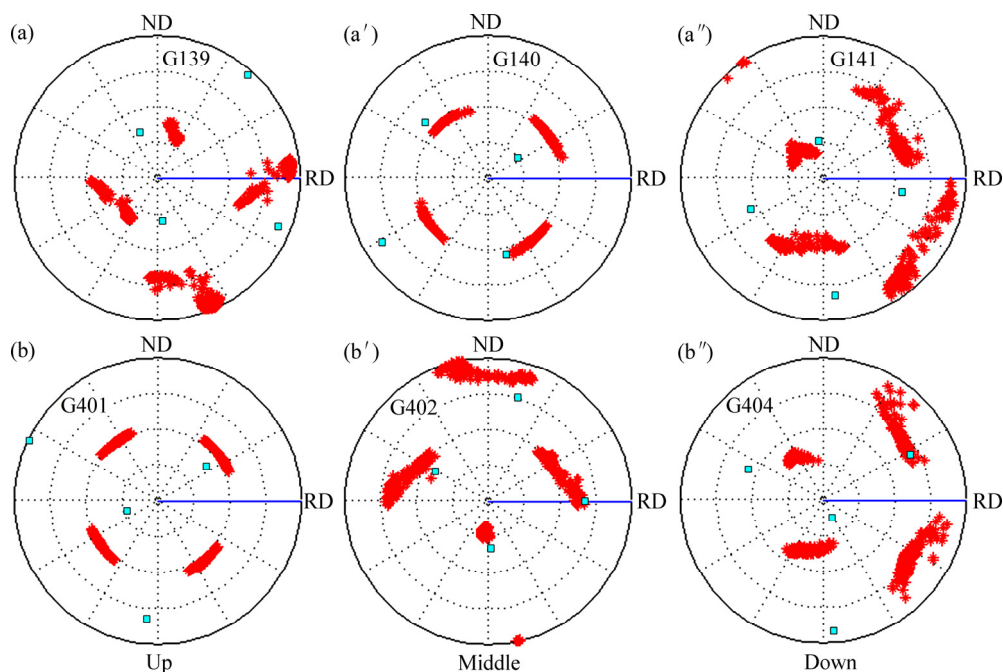 (a) ND G139 RD
(a′) ND G140 RD
(a″) ND G141 RD
(b) ND G401 RD
(b′) ND G402 RD
(b″) ND G404 RD
Up Middle Down